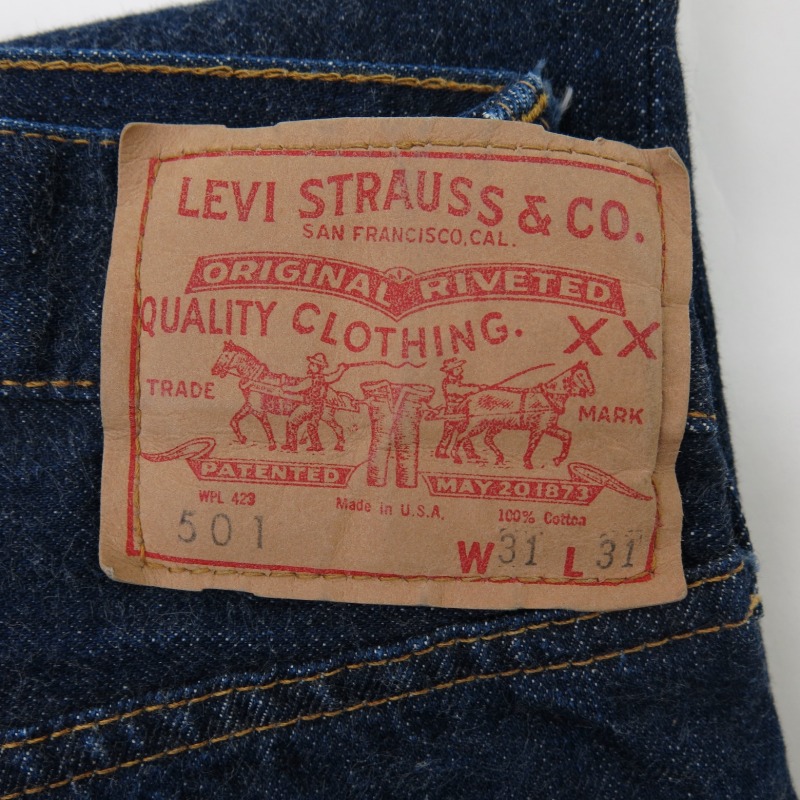 LEVI STRAUSS & CO.
SAN FRANCISCO, CAL.
ORIGINAL RIVETED
QUALITY CLOTHING. XX
TRADE MARK
PATENTED MAY 20 1873
WPL 423 Made in U.S.A. 100% Cotton
501 W 31 L 31